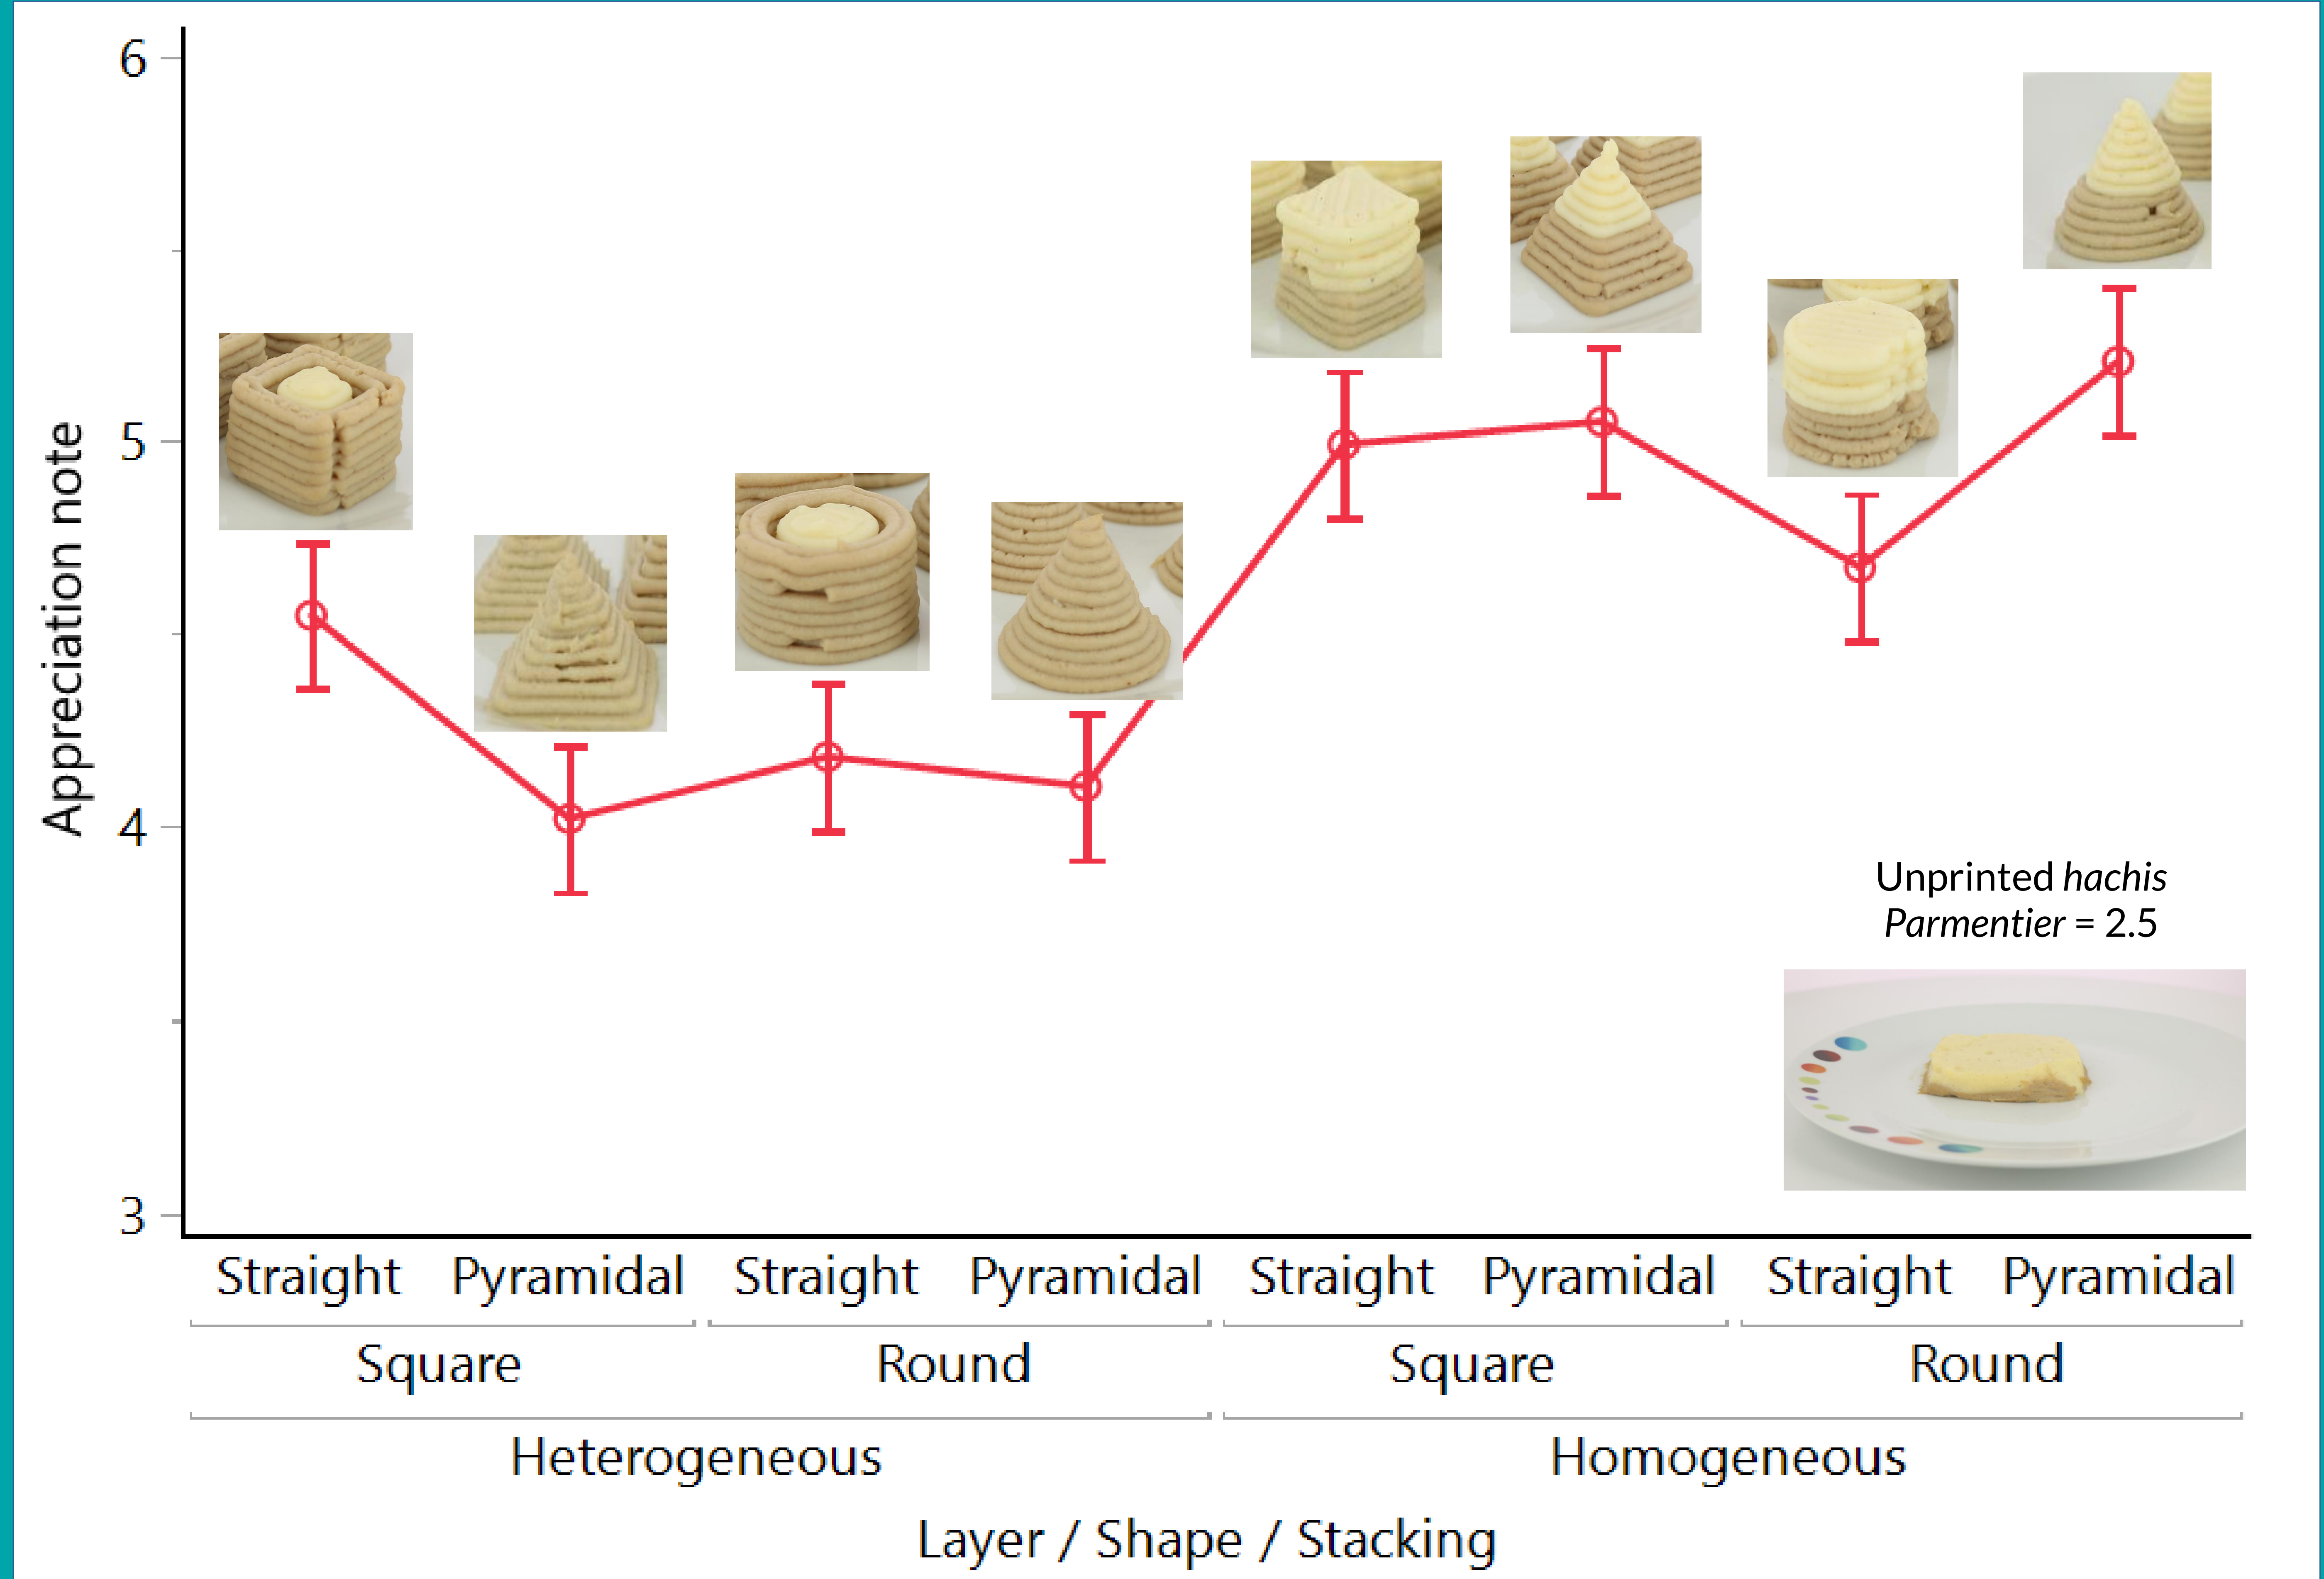 6
5
4
3
Appreciation note
Unprinted hachis
Parmentier = 2.5
Straight Pyramidal Straight Pyramidal Straight Pyramidal Straight Pyramidal
Square Round Square Round
Heterogeneous Homogeneous
Layer / Shape / Stacking